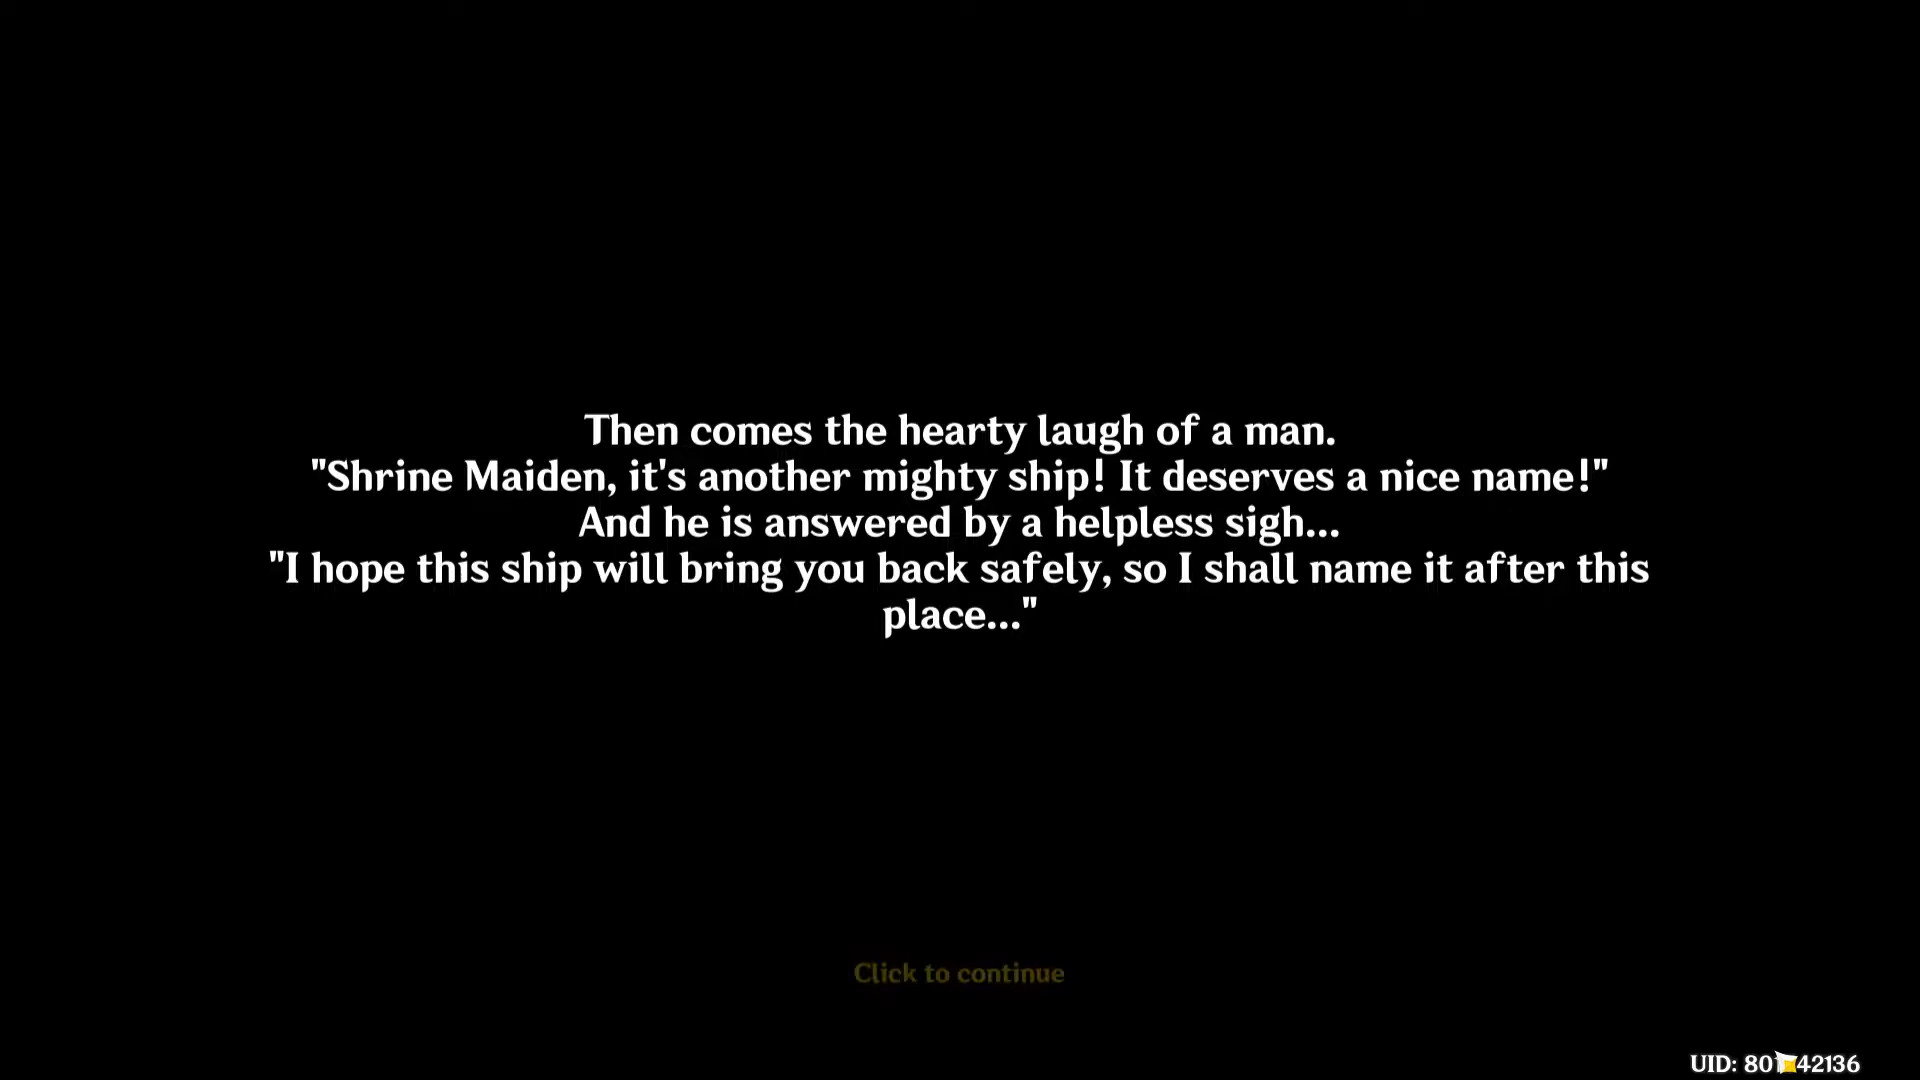 Then comes the hearty laugh of a man.
"Shrine Maiden, it's another mighty ship! It deserves a nice name!"
And he is answered by a helpless sigh...
"I hope this ship will bring you back safely, so I shall name it after this
place..."
Click to continue
UID: